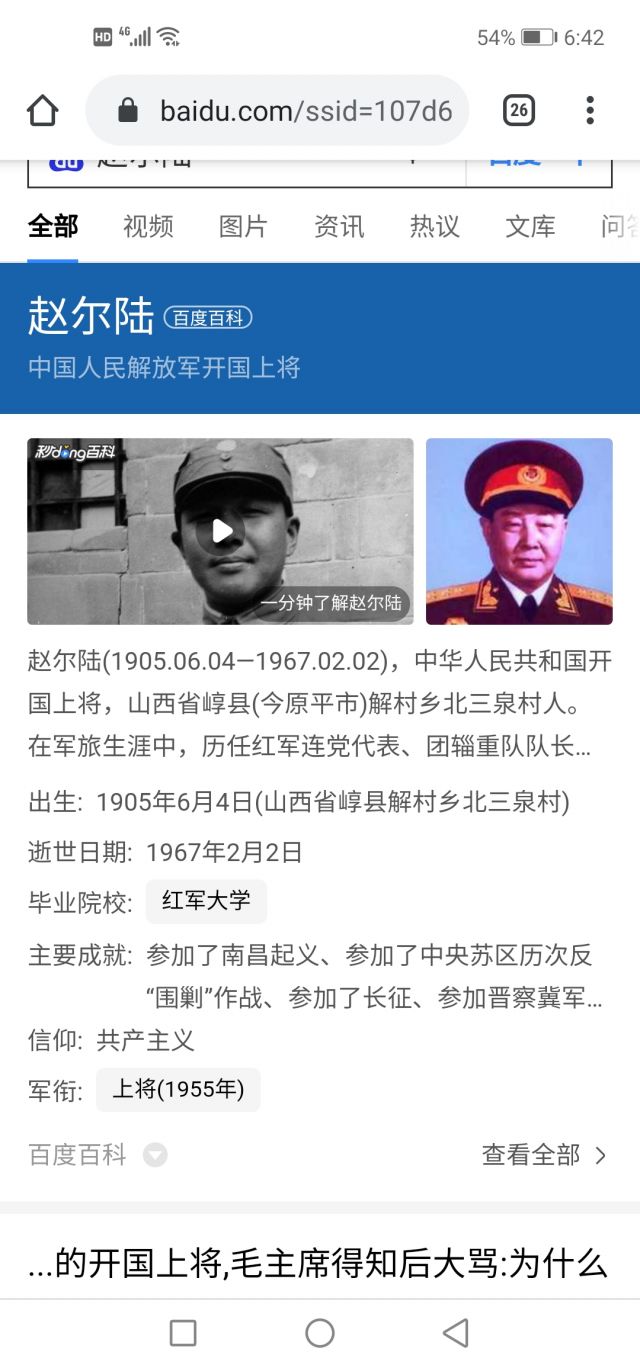 HD 4G 54% 6:42
baidu.com/ssid=107d6 26
赵尔陆
全部 视频 图片 资讯 热议 文库 问答
赵尔陆 百度百科
中国人民解放军开国上将
秒dong百科
一分钟了解赵尔陆
赵尔陆(1905.06.04—1967.02.02)，中华人民共和国开
国上将，山西省崞县(今原平市)解村乡北三泉村人。
在军旅生涯中，历任红军连党代表、团辎重队队长...
出生: 1905年6月4日(山西省崞县解村乡北三泉村)
逝世日期: 1967年2月2日
毕业院校: 红军大学
主要成就: 参加了南昌起义、参加了中央苏区历次反
“围剿”作战、参加了长征、参加晋察冀军...
信仰: 共产主义
军衔: 上将(1955年)
百度百科 查看全部
...的开国上将,毛主席得知后大骂:为什么